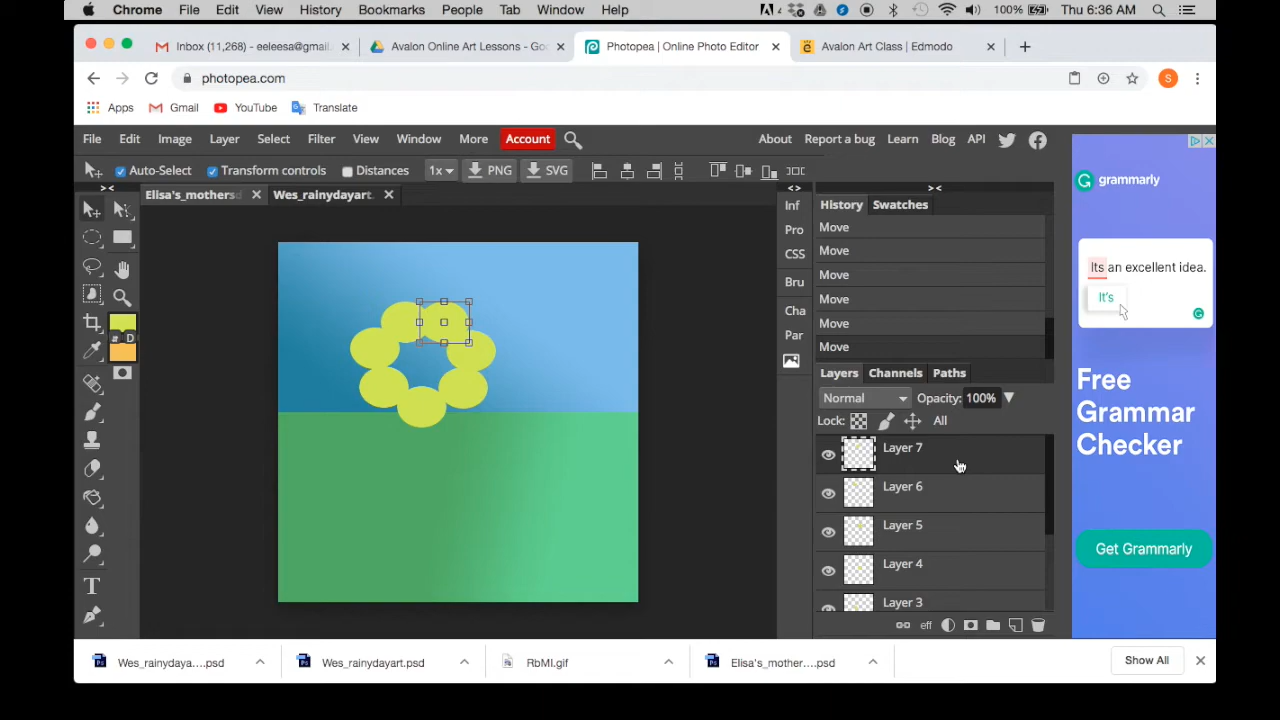 Chrome File Edit View History Bookmarks People Tab Window Help 100% Thu 6:36 AM
Inbox (11,268) - eeleesa@gmail. Avalon Online Art Lessons - Goo Photopea | Online Photo Editor Avalon Art Class | Edmodo
photopea.com S
Apps Gmail YouTube Translate
File Edit Image Layer Select Filter View Window More Account About Report a bug Learn Blog API
Auto-Select Transform controls Distances 1x PNG SVG
Elisa's_mothersd Wes_rainydayart. Inf History Swatches
Pro
CSS
Bru
Cha
Par
Move
Move
Move
Move
Move
Move
Layers Channels Paths
Normal Opacity: 100%
Lock: All
Layer 7
Layer 6
Layer 5
Layer 4
Layer 3
eff
a D
T
grammarly
Its an excellent idea.
It's
Free
Grammar
Checker
Get Grammarly
Wes_rainydaya....psd Wes_rainydayart.psd RbMI.gif Elisa's_mother....psd Show All